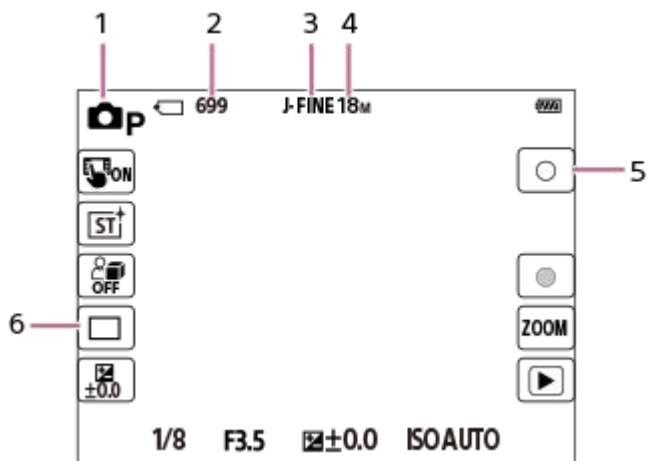 1 2 3 4
P 699 J-FINE 18M
ON
5
ST+
OFF
6
ZOOM
±0.0
1/8 F3.5 ±0.0 ISO AUTO